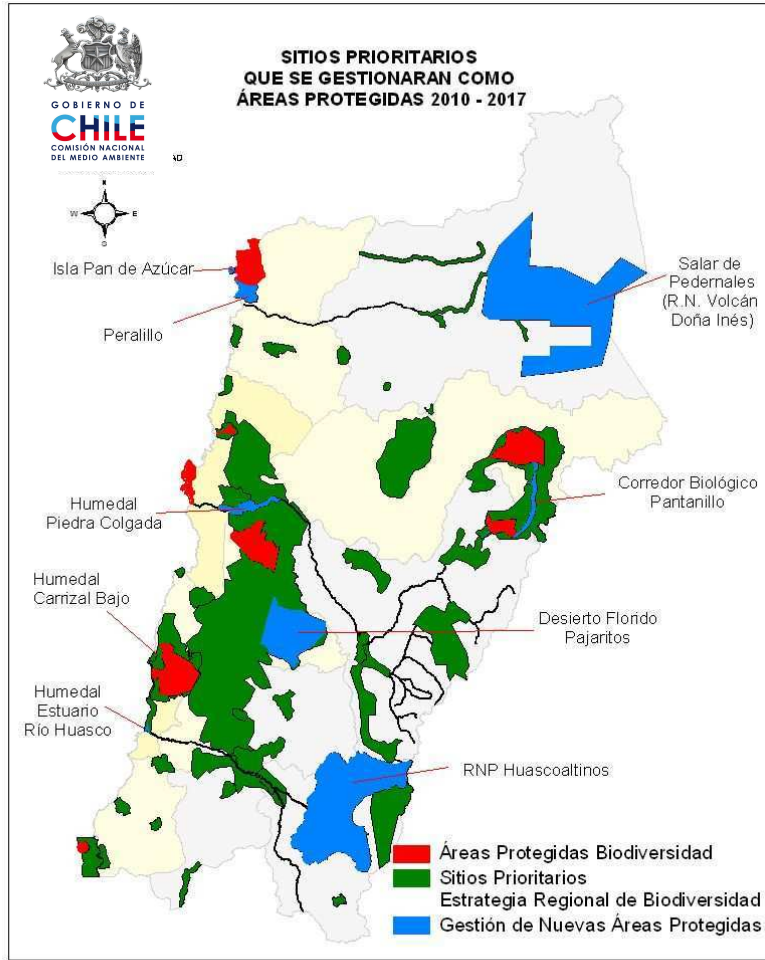 SITIOS PRIORITARIOS
QUE SE GESTIONARAN COMO
ÁREAS PROTEGIDAS 2010 - 2017
GOBIERNO DE
CHILE
COMISIÓN NACIONAL
DEL MEDIO AMBIENTE
W
E
Isla Pan de Azúcar
Peralillo
Salar de
Pedernales
(R.N. Volcán
Doña Inés)
Humedal
Piedra Colgada
Corredor Biológico
Pantanillo
Humedal
Carrizal Bajo
Desierto Florido
Pajaritos
Humedal
Estuario
Río Huasco
RNP Huascoaltinos
Áreas Protegidas Biodiversidad
Sitios Prioritarios
Estrategia Regional de Biodiversidad
Gestión de Nuevas Áreas Protegidas